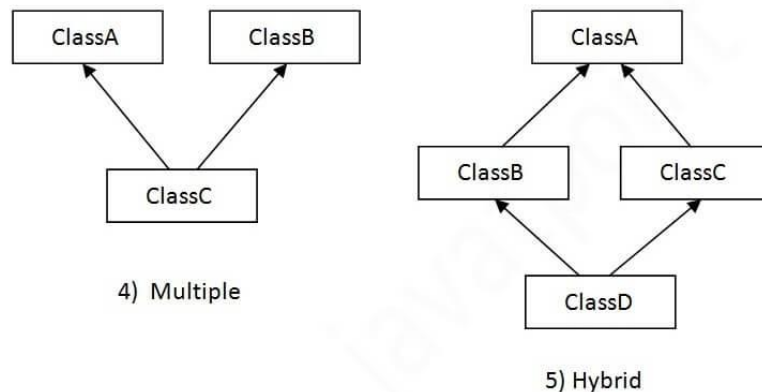 ClassA
ClassB
ClassC
4) Multiple
ClassA
ClassB
ClassC
ClassD
5) Hybrid